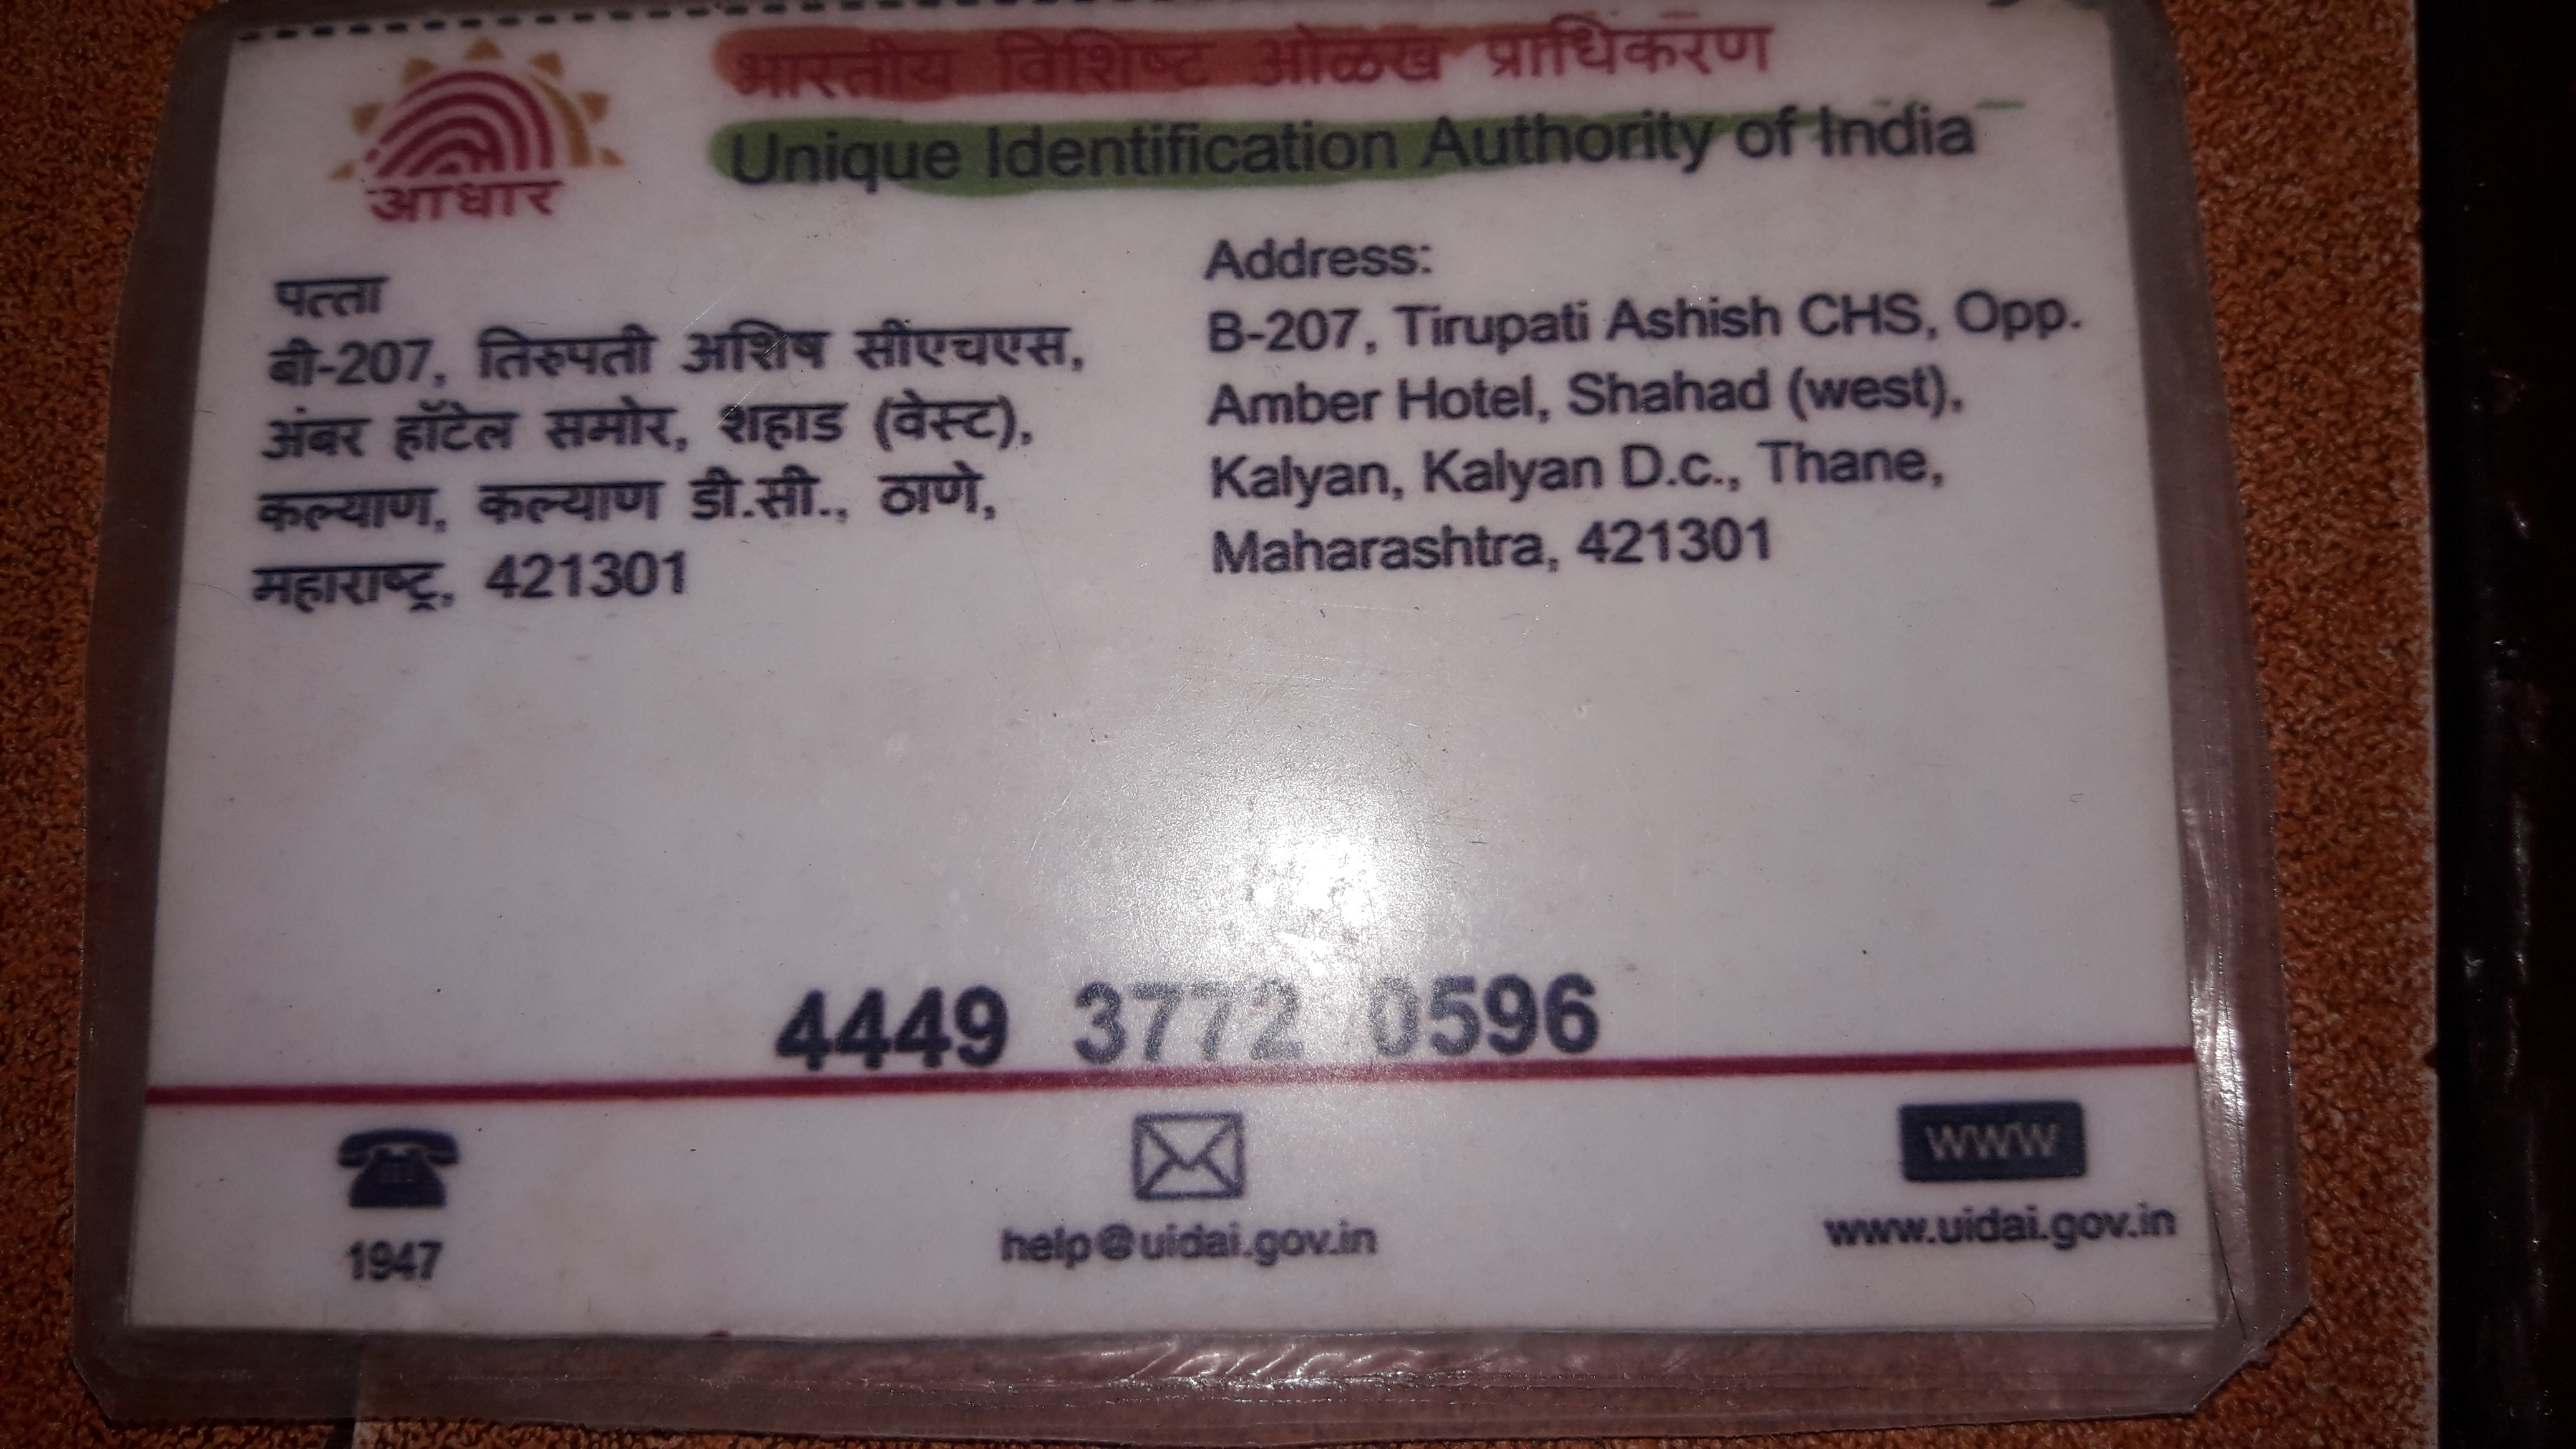 भारतीय विशिष्ट ओळख प्राधिकरण
Unique Identification Authority of India
आधार
पत्ता
बी-207, तिरुपती अशिष सीएचएस,
अंबर हॉटेल समोर, शहाड (वेस्ट),
कल्याण, कल्याण डी.सी., ठाणे,
महाराष्ट्र, 421301
Address:
B-207, Tirupati Ashish CHS, Opp.
Amber Hotel, Shahad (west),
Kalyan, Kalyan D.c., Thane,
Maharashtra, 421301
4449 3772 0596
1947
help@uidai.gov.in
WWW
www.uidai.gov.in